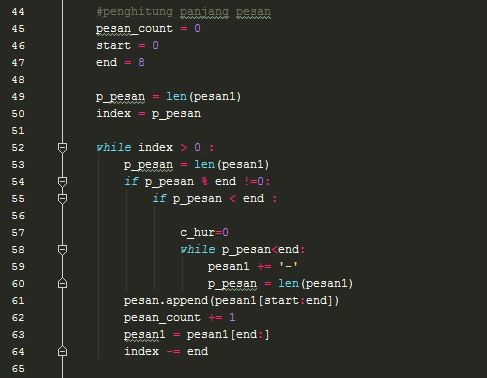 44 #penghitung panjang pesan
45 pesan_count = 0
46 start = 0
47 end = 8
48
49 p_pesan = len(pesan1)
50 index = p_pesan
51
52 while index > 0 :
53 p_pesan = len(pesan1)
54 if p_pesan % end !=0:
55 if p_pesan < end :
56
57 c_hur=0
58 while p_pesan<end:
59 pesan1 += '-'
60 p_pesan = len(pesan1)
61 pesan.append(pesan1[start:end])
62 pesan_count += 1
63 pesan1 = pesan1[end:]
64 index -= end
65